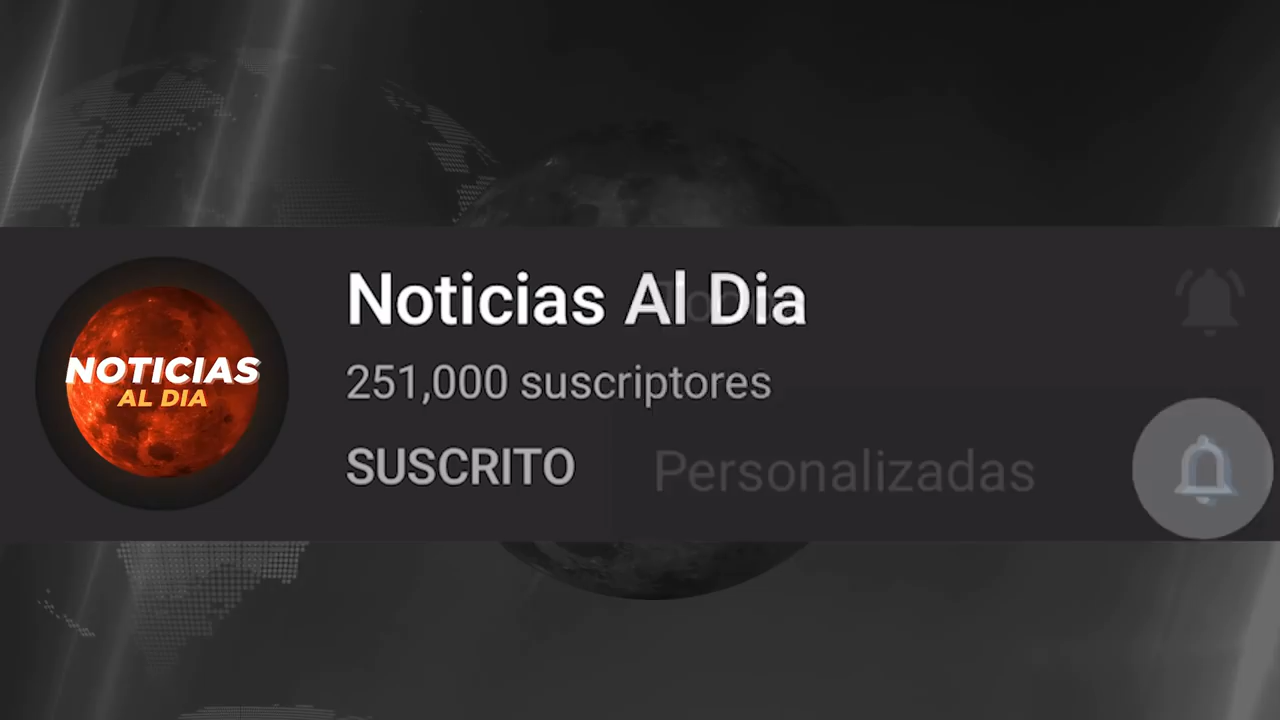 Noticias Al Dia
251,000 suscriptores
NOTICIAS
AL DIA
SUSCRITO
Personalizadas